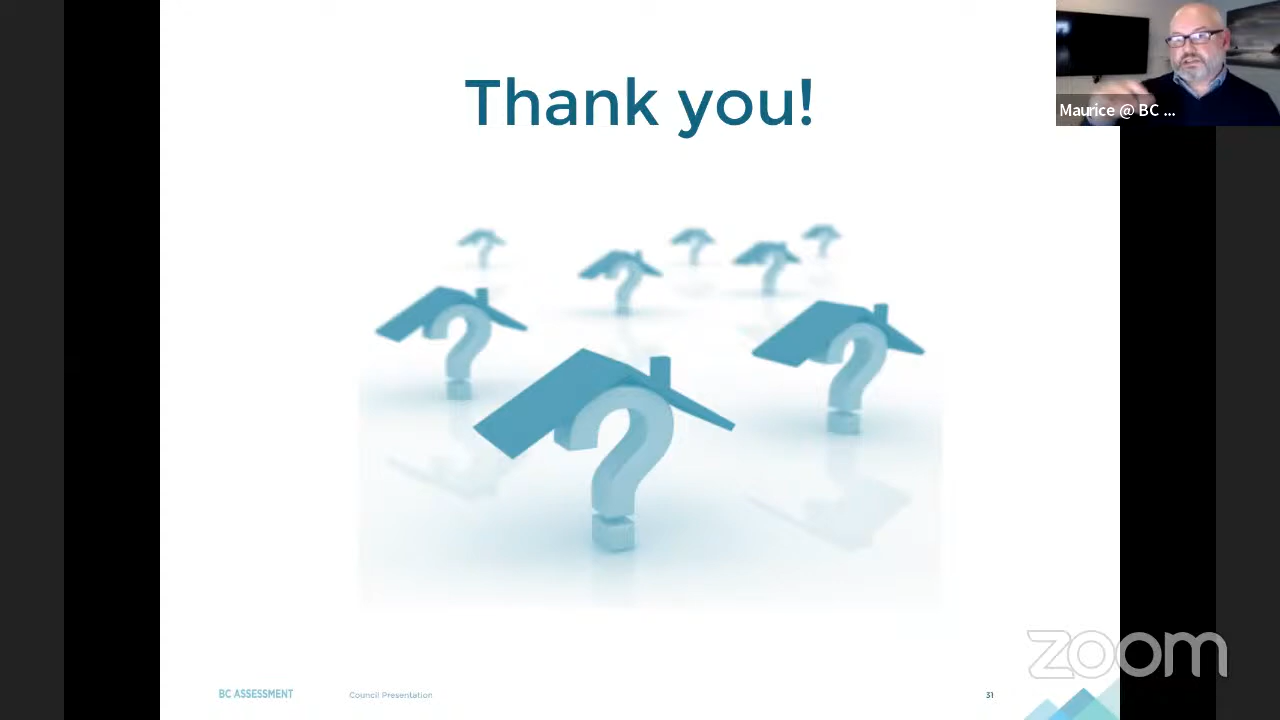 Thank you!
Maurice @ BC ...
zoom
BC ASSESSMENT
Council Presentation
31